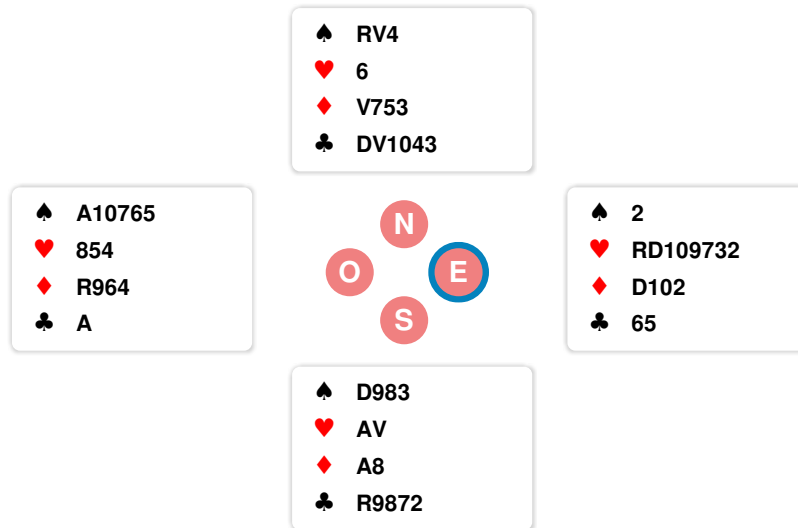 ♠ RV4
♥ 6
♦ V753
♣ DV1043
♠ A10765
♥ 854
♦ R964
♣ A
N
O
E
S
♠ 2
♥ RD109732
♦ D102
♣ 65
♠ D983
♥ AV
♦ A8
♣ R9872